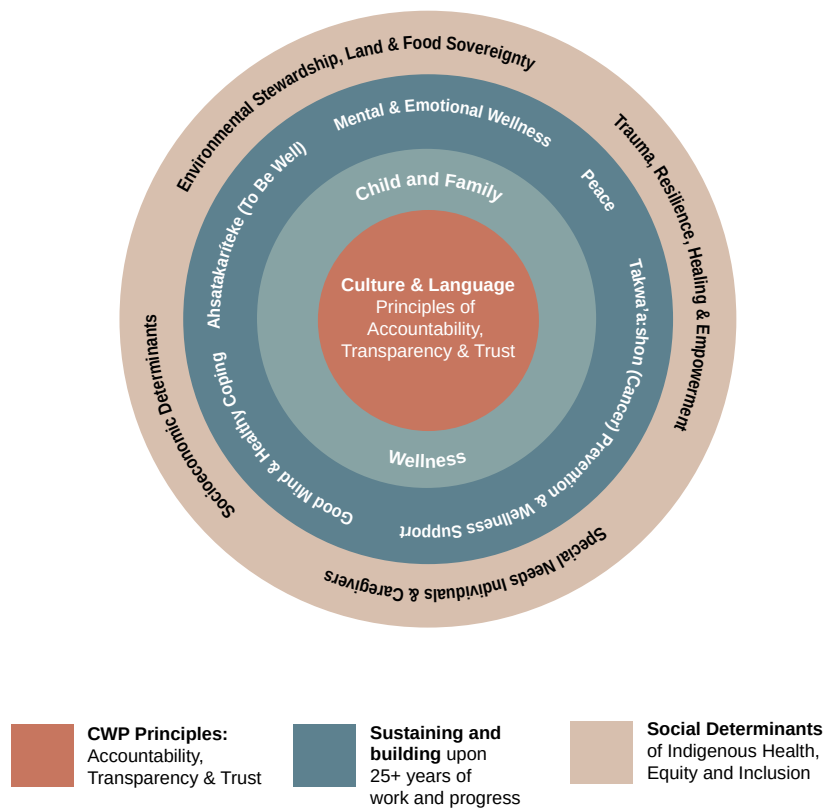 Environmental Stewardship, Land & Food Sovereignty
Trauma, Resilience, Healing & Empowerment
Special Needs Individuals & Caregivers
Socioeconomic Determinants
Mental & Emotional Wellness
Peace
Takwa’a:shon (Cancer) Prevention & Wellness Support
Good Mind & Healthy Coping
Ahsatakaríteke (To Be Well)
Child and Family
Wellness
Culture & Language
Principles of
Accountability,
Transparency & Trust
CWP Principles:
Accountability,
Transparency & Trust
Sustaining and
building upon
25+ years of
work and progress
Social Determinants
of Indigenous Health,
Equity and Inclusion